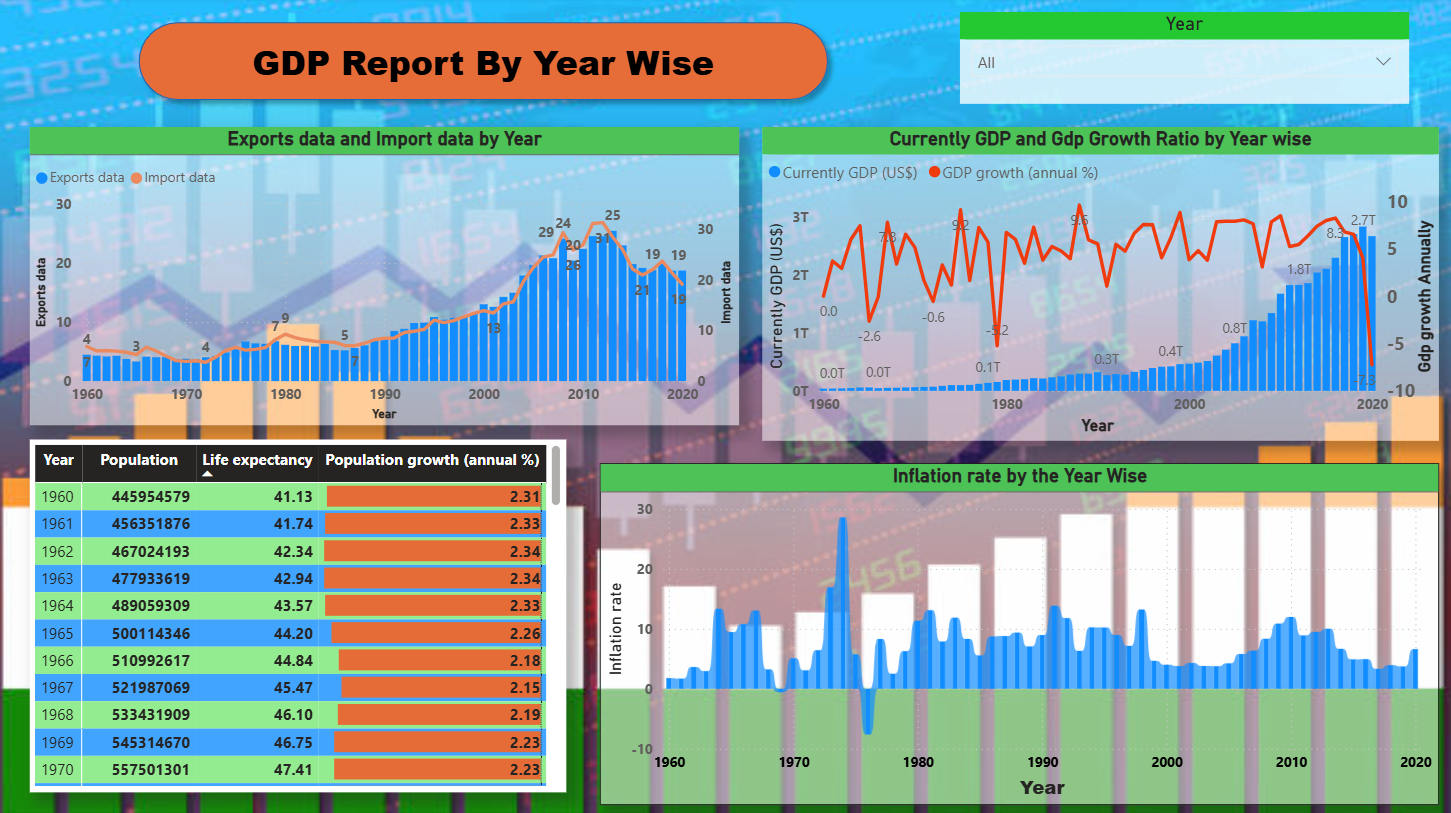 GDP Report By Year Wise
Year
All
Exports data and Import data by Year
Exports data Import data
Exports data
30
20
10
0
4
7
3
7
9
4
5
7
13
29
24
20
26
31
25
21
19
19
19
30
20
10
0
Import data
1960 1970 1980 1990 2000 2010 2020
Year
Currently GDP and Gdp Growth Ratio by Year wise
Currently GDP (US$) GDP growth (annual %)
Currently GDP (US$)
3T
2T
1T
0T
0.0
7.8
-2.6
-0.6
9.2
-5.2
9.6
8.3
2.7T
1.8T
0.8T
0.4T
0.3T
0.1T
0.0T
0.0T
-7.3
10
5
0
-5
-10
Gdp growth Annually
1960 1980 2000 2020
Year
Year Population Life expectancy Population growth (annual %)
1960 445954579 41.13 2.31
1961 456351876 41.74 2.33
1962 467024193 42.34 2.34
1963 477933619 42.94 2.34
1964 489059309 43.57 2.33
1965 500114346 44.20 2.26
1966 510992617 44.84 2.18
1967 521987069 45.47 2.15
1968 533431909 46.10 2.19
1969 545314670 46.75 2.23
1970 557501301 47.41 2.23
Inflation rate by the Year Wise
Inflation rate
30
20
10
0
-10
1960 1970 1980 1990 2000 2010 2020
Year